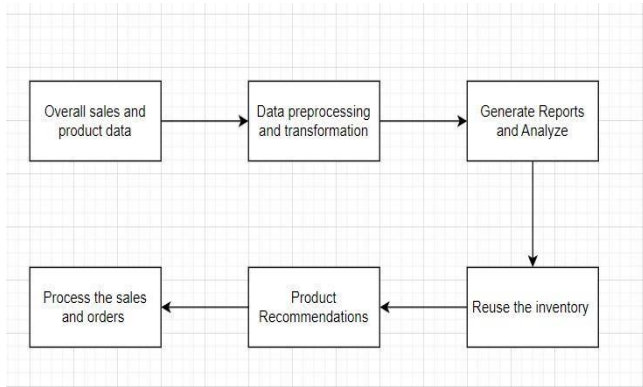 Overall sales and
product data
Data preprocessing
and transformation
Generate Reports
and Analyze
Reuse the inventory
Product
Recommendations
Process the sales
and orders